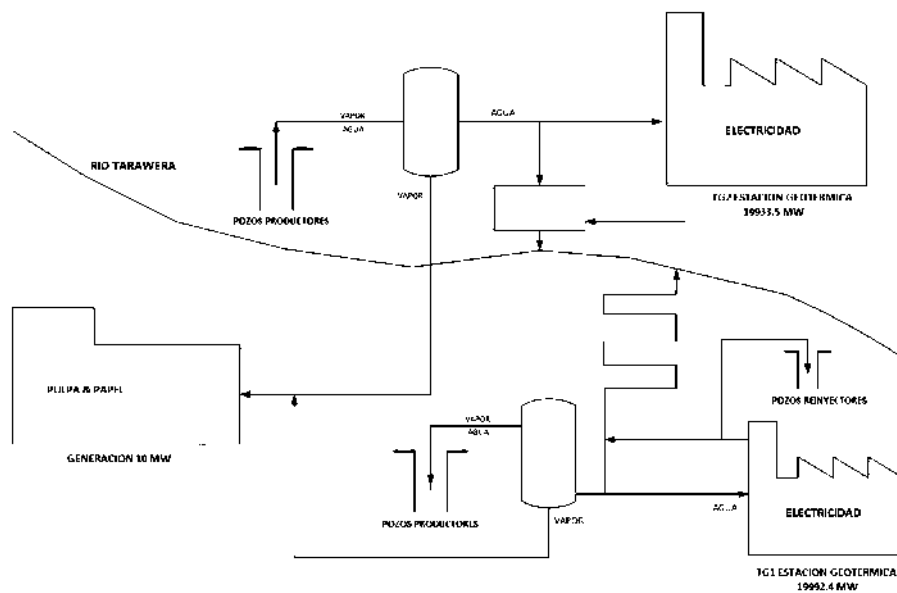 VAPOR
AGUA
AGUA
ELECTRICIDAD
RIO TARAWERA
POZOS PRODUCTORES
VAPOR
TG2 ESTACION GEOTERMICA
19933.5 MW
PULPA & PAPEL
GENERACION 10 MW
VAPOR
AGUA
POZOS PRODUCTORES
VAPOR
POZOS REINYECTORES
AGUA
ELECTRICIDAD
TG1 ESTACION GEOTERMICA
19992.4 MW